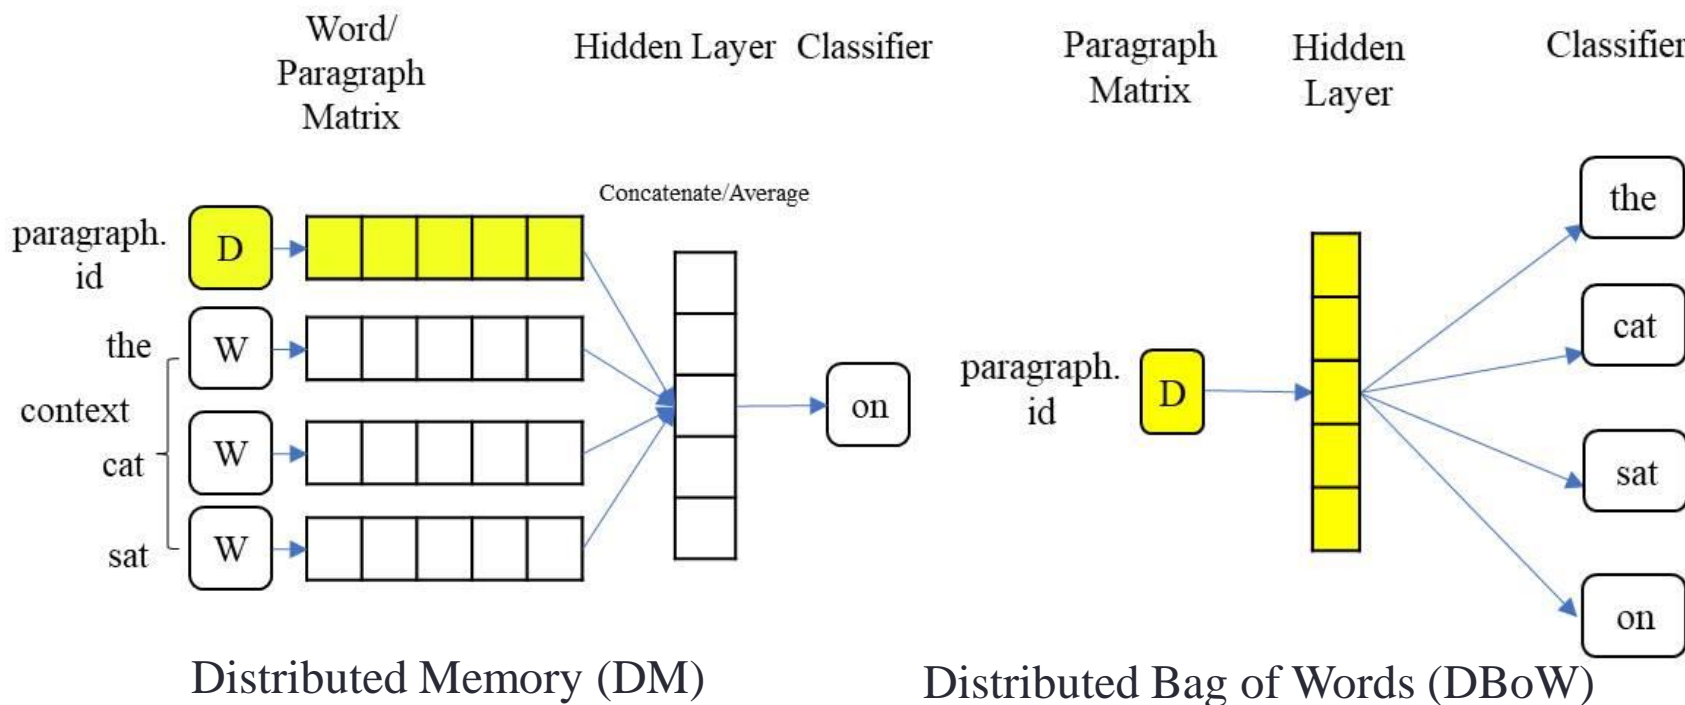 Word/
Paragraph
Matrix
Hidden Layer
Classifier
Concatenate/Average
paragraph.
id
D
the
W
context
cat
W
sat
W
on
Distributed Memory (DM)
Paragraph
Matrix
Hidden
Layer
Classifier
paragraph.
id
D
the
cat
sat
on
Distributed Bag of Words (DBoW)